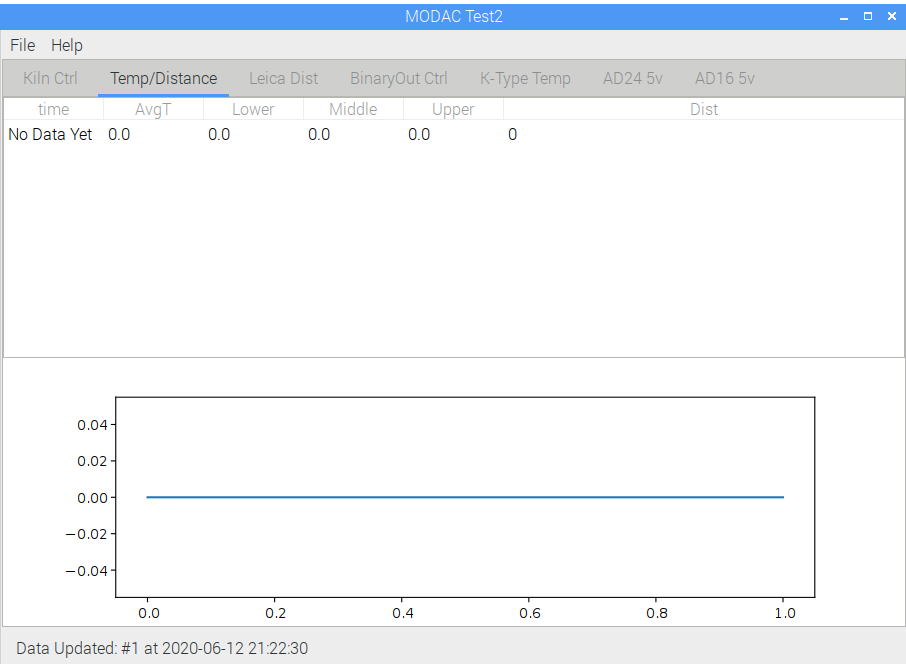 MODAC Test2
File Help
Kiln Ctrl Temp/Distance Leica Dist BinaryOut Ctrl K-Type Temp AD24 5v AD16 5v
time AvgT Lower Middle Upper Dist
No Data Yet 0.0 0.0 0.0 0.0 0
0.04
0.02
0.00
−0.02
−0.04
0.0 0.2 0.4 0.6 0.8 1.0
Data Updated: #1 at 2020-06-12 21:22:30